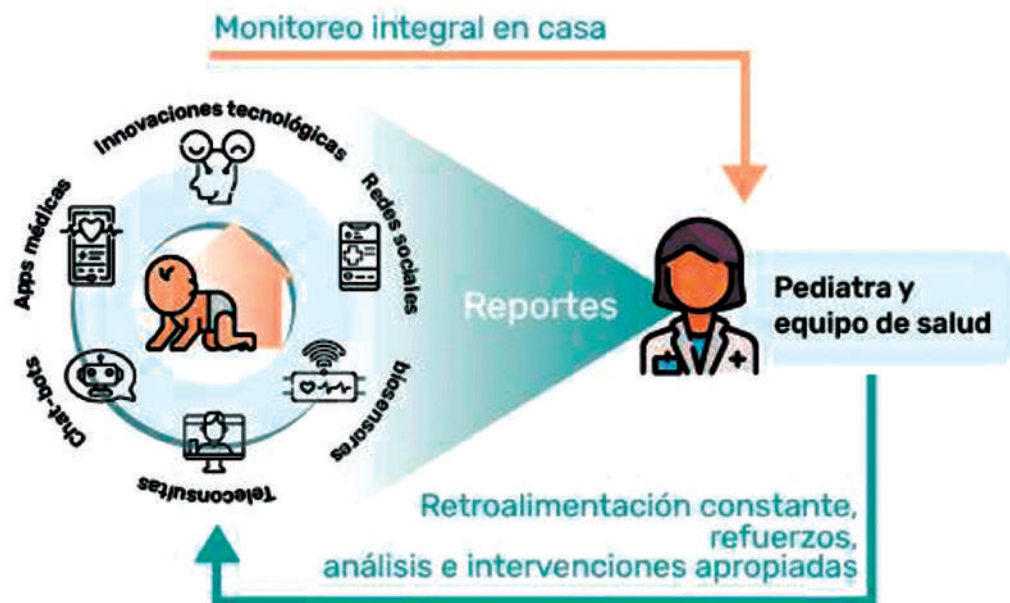 Monitoreo integral en casa
Innovaciones tecnológicas
Redes sociales
biosensores
Teleconsultas
Chat-bots
Apps médicas
Reportes
Pediatra y
equipo de salud
Retroalimentación constante,
refuerzos,
análisis e intervenciones apropiadas